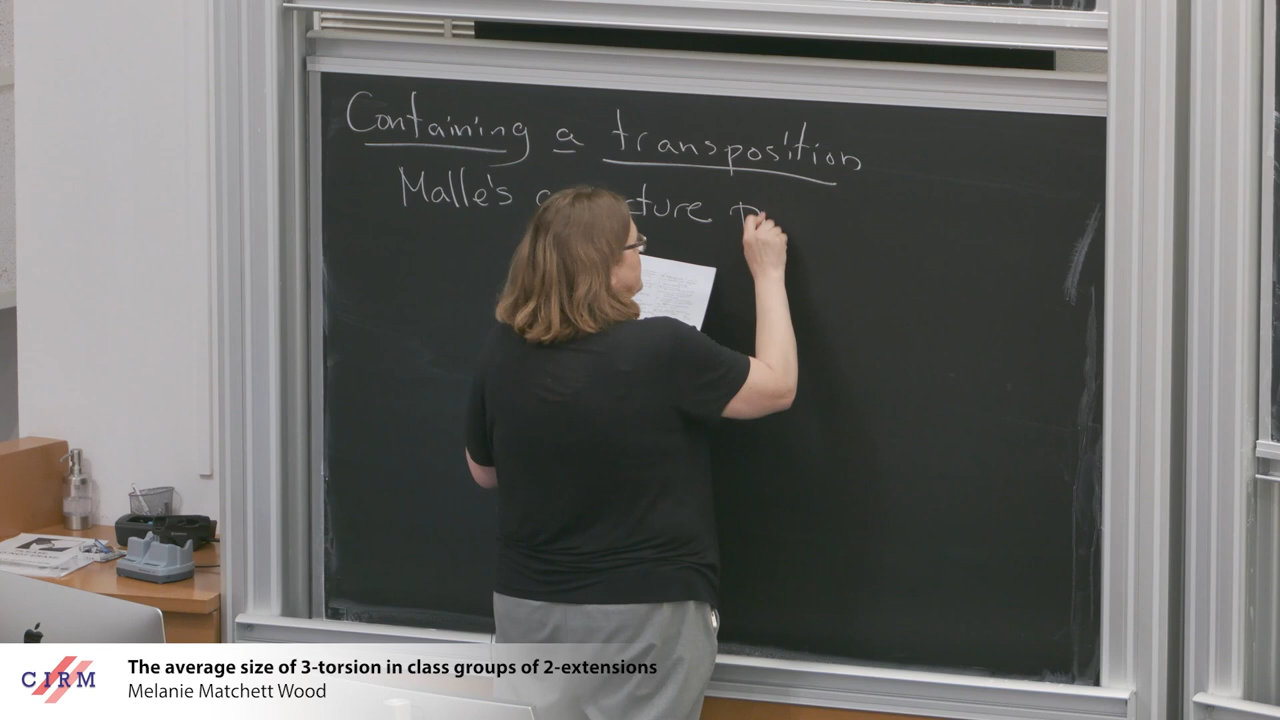 Containing a transposition
Malle's
CIRM
The average size of 3-torsion in class groups of 2-extensions
Melanie Matchett Wood